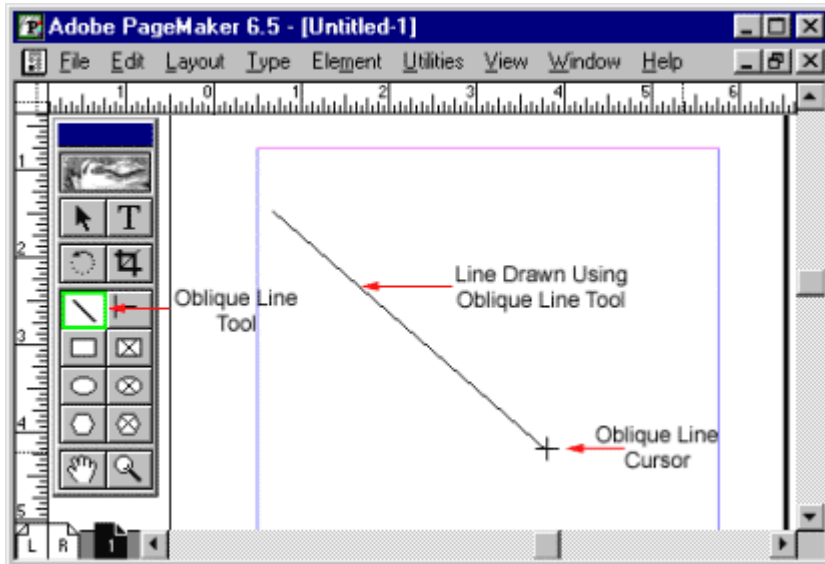 Adobe PageMaker 6.5 - [Untitled-1]
File Edit Layout Type Element Utilities View Window Help
1 0 1 2 3 4 5 6
1
2
3
4
5
T
Oblique Line
Tool
Line Drawn Using
Oblique Line Tool
Oblique Line
Cursor
L R 1